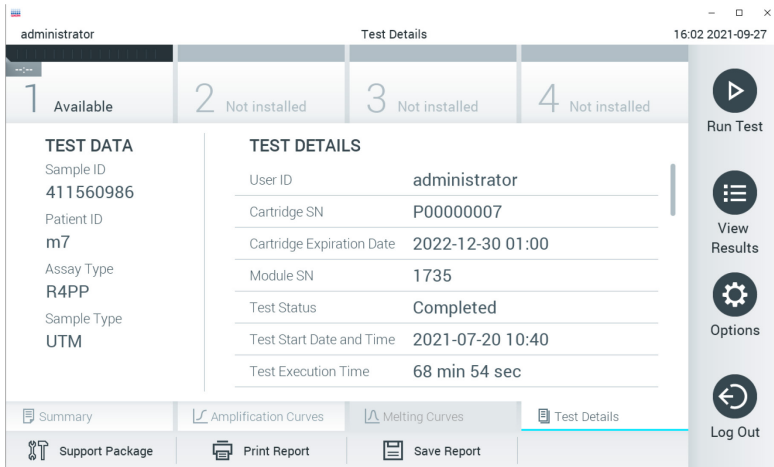 administrator Test Details 16:02 2021-09-27
--:--
1 Available 2 Not installed 3 Not installed 4 Not installed
Run Test
TEST DATA
Sample ID
411560986
Patient ID
m7
Assay Type
R4PP
Sample Type
UTM
TEST DETAILS
User ID administrator
Cartridge SN P00000007
Cartridge Expiration Date 2022-12-30 01:00
Module SN 1735
Test Status Completed
Test Start Date and Time 2021-07-20 10:40
Test Execution Time 68 min 54 sec
View
Results
Options
Log Out
Summary Amplification Curves Melting Curves Test Details
Support Package Print Report Save Report